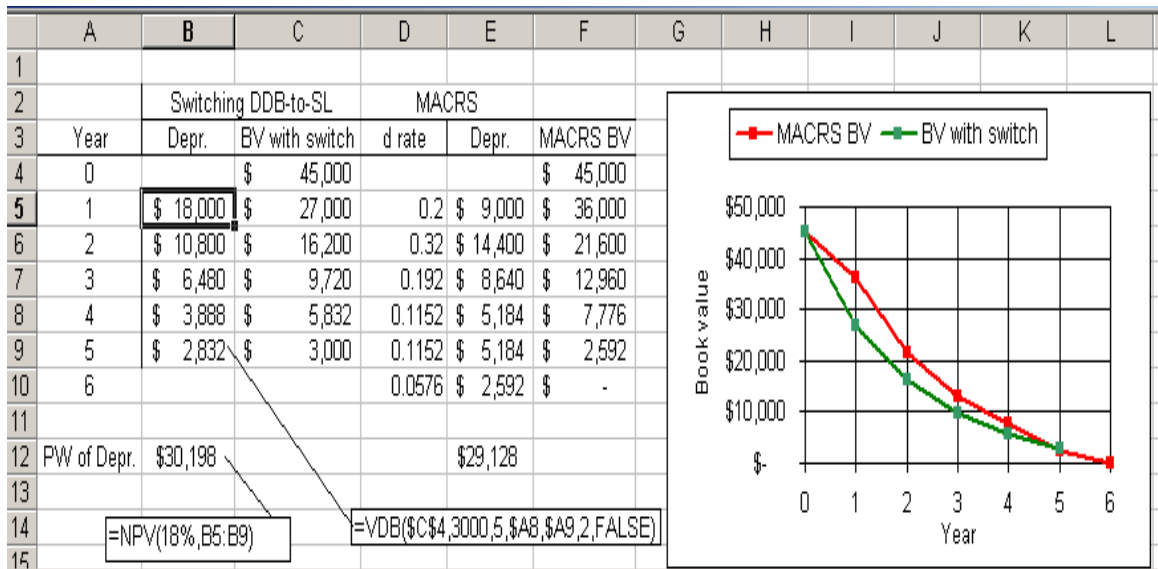 A B C D E F G H I J K L
1
2 Switching DDB-to-SL MACRS
3 Year Depr. BV with switch d rate Depr. MACRS BV
4 0 $ 45,000 $ 45,000
5 1 $ 18,000 $ 27,000 0.2 $ 9,000 $ 36,000
6 2 $ 10,800 $ 16,200 0.32 $ 14,400 $ 21,600
7 3 $ 6,480 $ 9,720 0.192 $ 8,640 $ 12,960
8 4 $ 3,888 $ 5,832 0.1152 $ 5,184 $ 7,776
9 5 $ 2,832 $ 3,000 0.1152 $ 5,184 $ 2,592
10 6 0.0576 $ 2,592 $ -
11
12 PW of Depr. $30,198 $29,128
13
14 =NPV(18%,B5:B9) =VDB($C$4,3000,5,$A8,$A9,2,FALSE)
15
MACRS BV BV with switch
$50,000
$40,000
$30,000
$20,000
$10,000
$-
Book value
0 1 2 3 4 5 6
Year